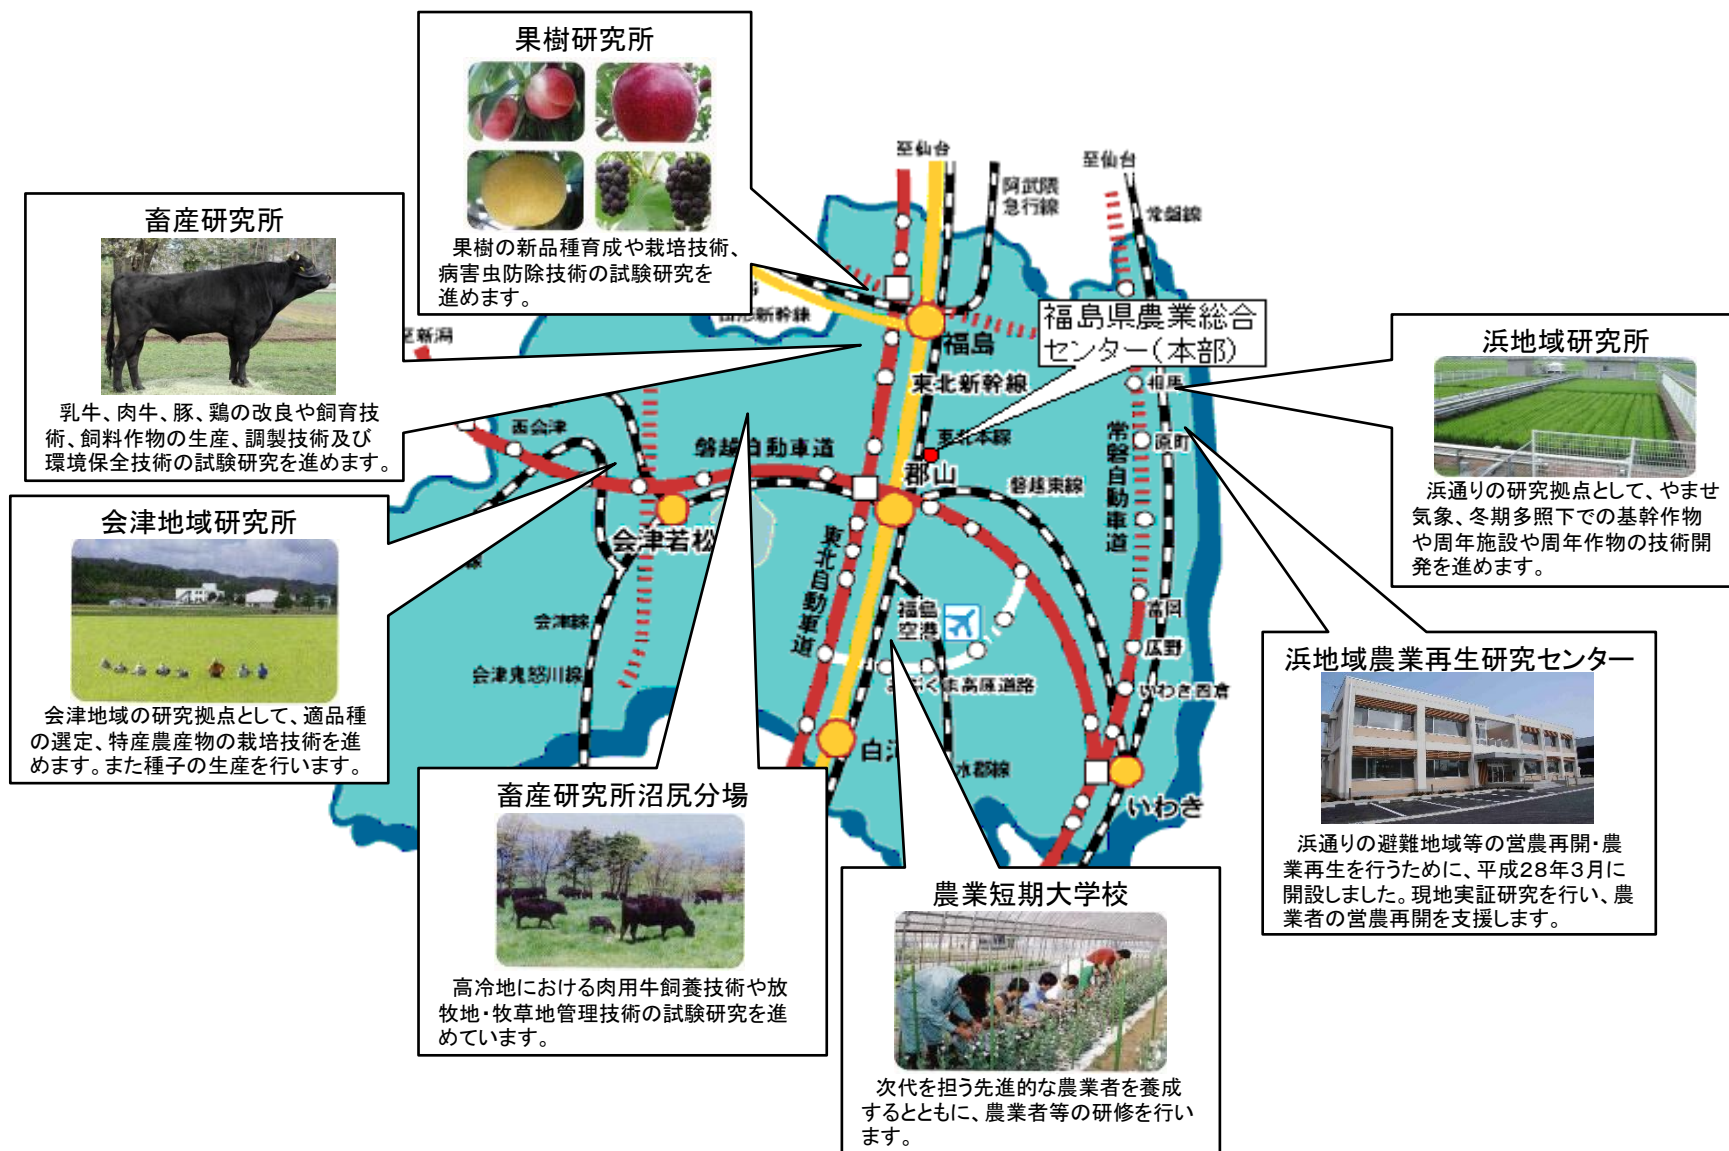 果樹研究所
果樹の新品種育成や栽培技術、
病害虫防除技術の試験研究を
進めます。
畜産研究所
乳牛、肉牛、豚、鶏の改良や飼育技
術、飼料作物の生産、調製技術及び
環境保全技術の試験研究を進めます。
会津地域研究所
会津地域の研究拠点として、適品種
の選定、特産農産物の栽培技術を進
めます。また種子の生産を行います。
畜産研究所沼尻分場
高冷地における肉用牛飼養技術や放
牧地・牧草地管理技術の試験研究を進
めています。
農業短期大学校
次代を担う先進的な農業者を養成
するとともに、農業者等の研修を行い
ます。
浜地域農業再生研究センター
浜通りの避難地域等の営農再開・農
業再生を行うために、平成28年3月に
開設しました。現地実証研究を行い、農
業者の営農再開を支援します。
浜地域研究所
浜通りの研究拠点として、やませ
気象、冬期多照下での基幹作物
や周年施設や周年作物の技術開
発を進めます。
福島県農業総合
センター(本部)
至仙台
至仙台
阿武隈
急行線
常磐線
新幹線
至新潟
福島
東北新幹線
相馬
東北本線
原町
西会津
磐越自動車道
郡山
磐越東線
常磐自動車道
会津若松
東北自動車道
福島
空港
富岡
広野
会津線
会津鬼怒川線
あぶくま高原道路
いわき四倉
白
水郡線
いわき